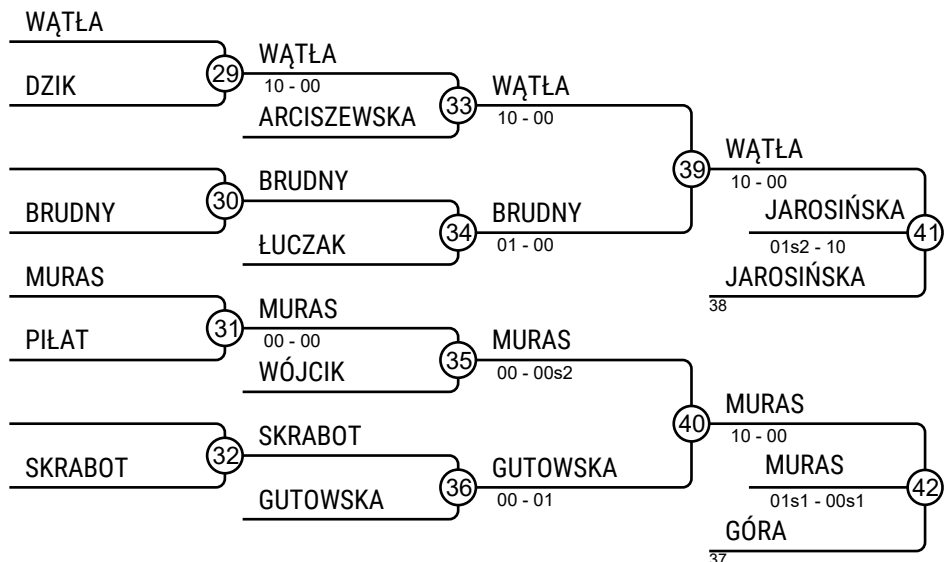 WĄTŁA
DZIK
29
WĄTŁA
10 - 00
ARCISZEWSKA
33
WĄTŁA
10 - 00
BRUDNY
30
BRUDNY
ŁUCZAK
34
BRUDNY
01 - 00
39
WĄTŁA
10 - 00
JAROSIŃSKA
01s2 - 10
JAROSIŃSKA
38
41
MURAS
PIŁAT
31
MURAS
00 - 00
WÓJCIK
35
MURAS
00 - 00s2
SKRABOT
32
SKRABOT
GUTOWSKA
36
GUTOWSKA
00 - 01
40
MURAS
10 - 00
MURAS
01s1 - 00s1
GÓRA
37
42